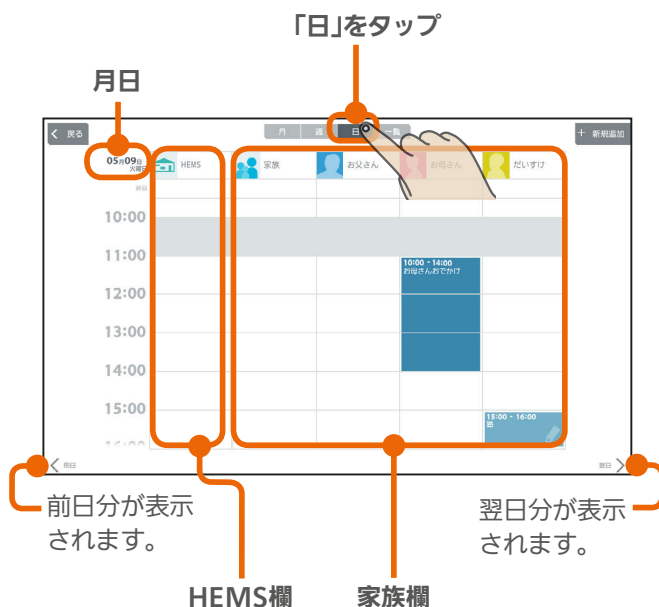 「日」をタップ
月日
戻る
月 週 日 一覧
+ 新規追加
05月09日
火曜日
HEMS
家族
お父さん
お母さん
だいすけ
終日
10:00
11:00
10:00 - 14:00
お母さんおでかけ
12:00
13:00
14:00
15:00
15:00 - 16:00
16:00
前日
翌日
前日分が表示
されます。
翌日分が表示
されます。
HEMS欄
家族欄